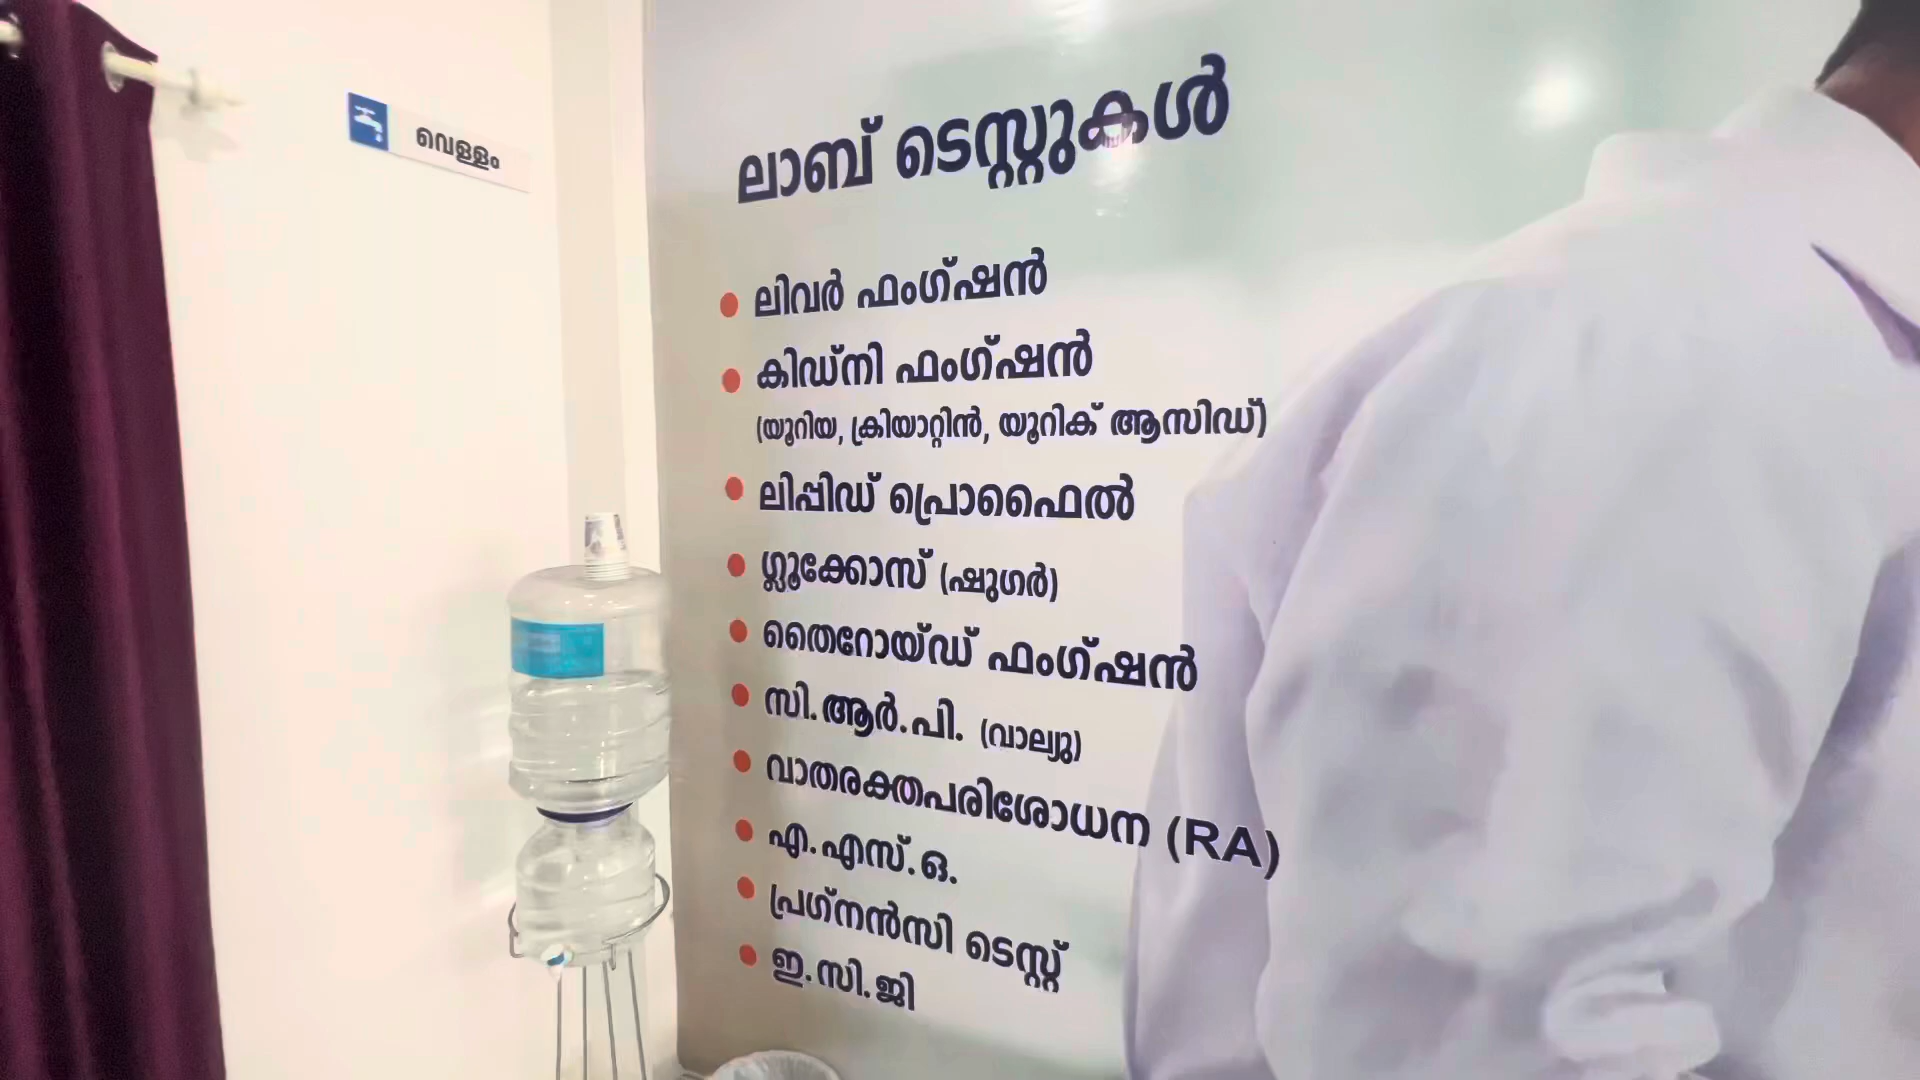 വെള്ളം
ലാബ് ടെസ്റ്റുകൾ
ലിവർ ഫംഗ്ഷൻ
കിഡ്നി ഫംഗ്ഷൻ
(യൂറിയ, ക്രിയാറ്റിൻ, യൂറിക് ആസിഡ്)
ലിപ്പിഡ് പ്രൊഫൈൽ
ഗ്ലൂക്കോസ് (ഷുഗർ)
തൈറോയ്ഡ് ഫംഗ്ഷൻ
സി.ആർ.പി. (വാല്യു)
വാതരക്തപരിശോധന (RA)
എ.എസ്.ഒ.
പ്രഗ്നൻസി ടെസ്റ്റ്
ഇ.സി.ജി